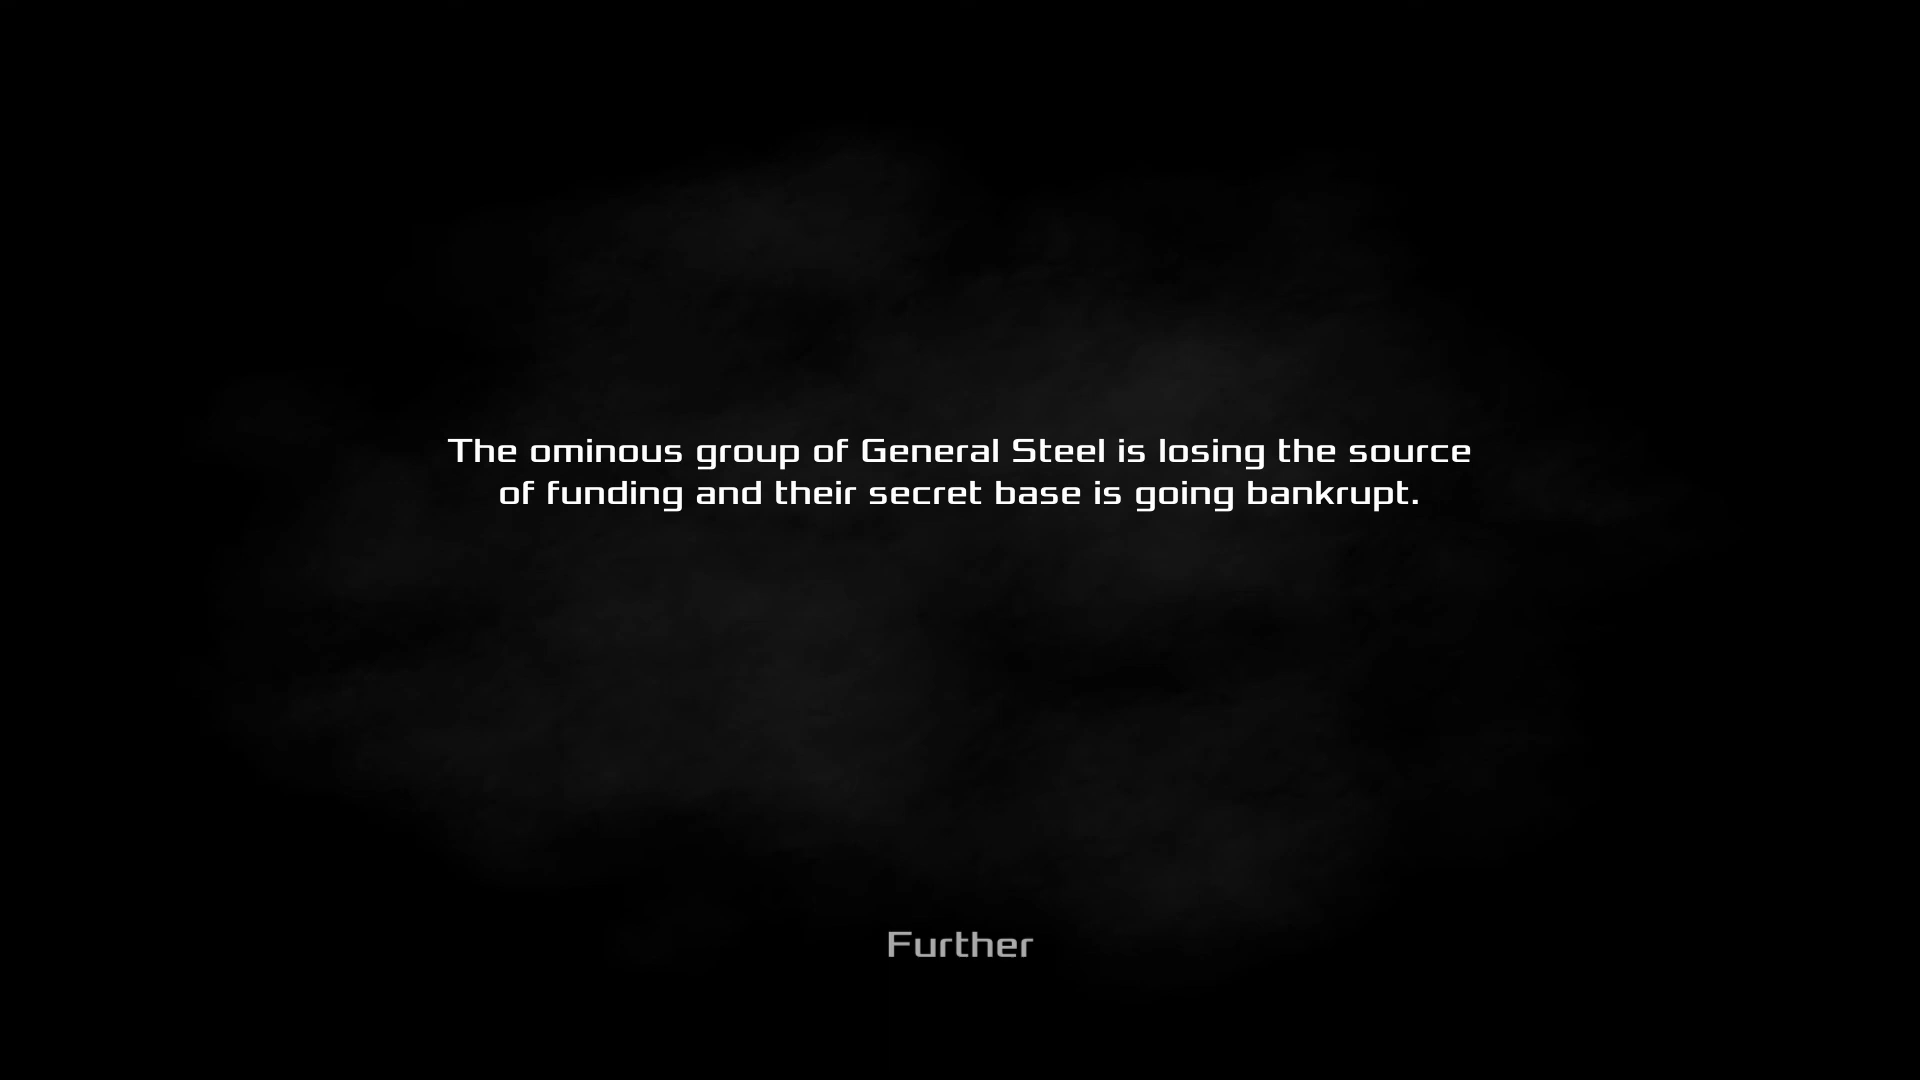 The ominous group of General Steel is losing the source
of funding and their secret base is going bankrupt.
Further